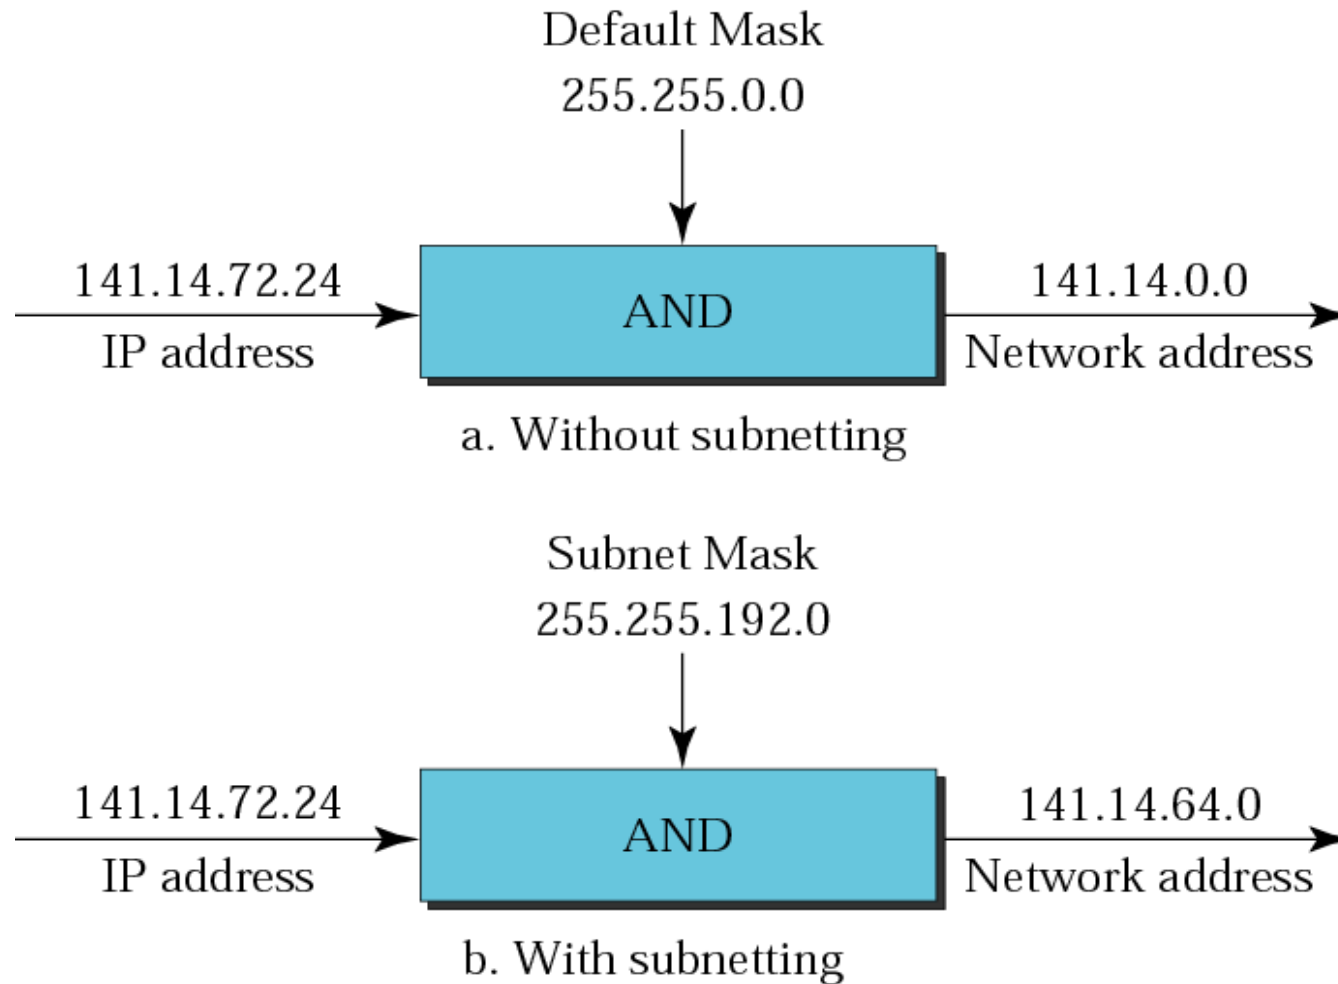 Default Mask
255.255.0.0
141.14.72.24
IP address
AND
141.14.0.0
Network address
a. Without subnetting
Subnet Mask
255.255.192.0
141.14.72.24
IP address
AND
141.14.64.0
Network address
b. With subnetting